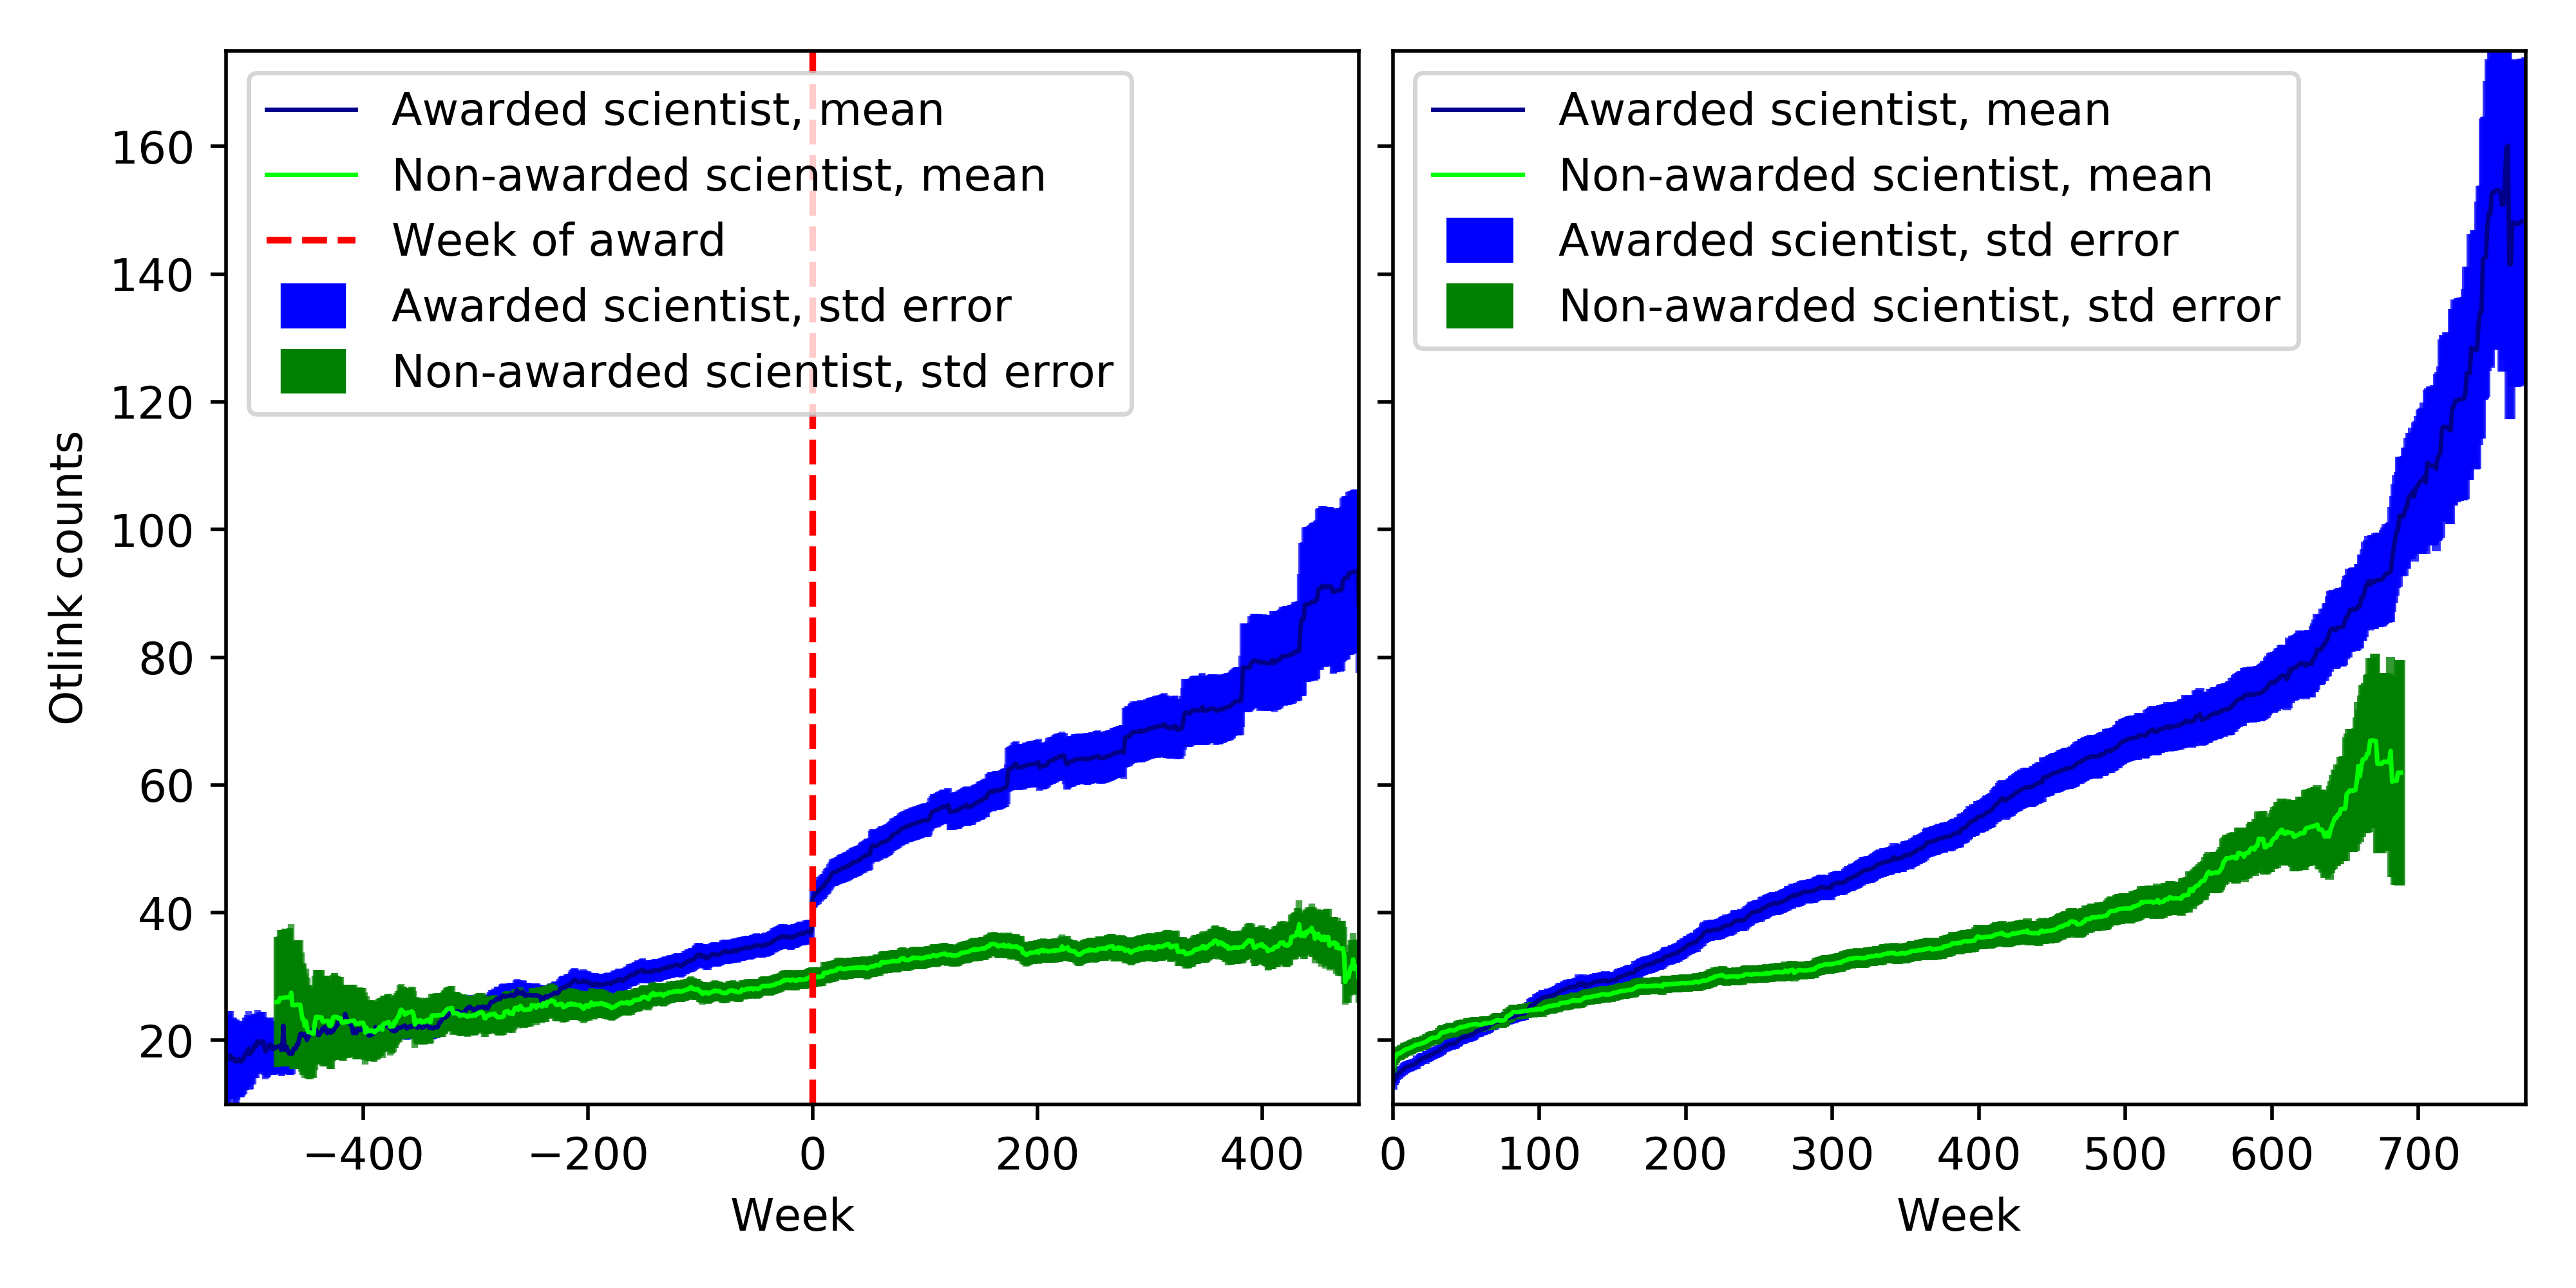 Awarded scientist, mean
Non-awarded scientist, mean
Week of award
Awarded scientist, std error
Non-awarded scientist, std error
160
140
120
100
80
60
40
20
Otlink counts
−400
−200
0
200
400
Week
Awarded scientist, mean
Non-awarded scientist, mean
Awarded scientist, std error
Non-awarded scientist, std error
0
100
200
300
400
500
600
700
Week